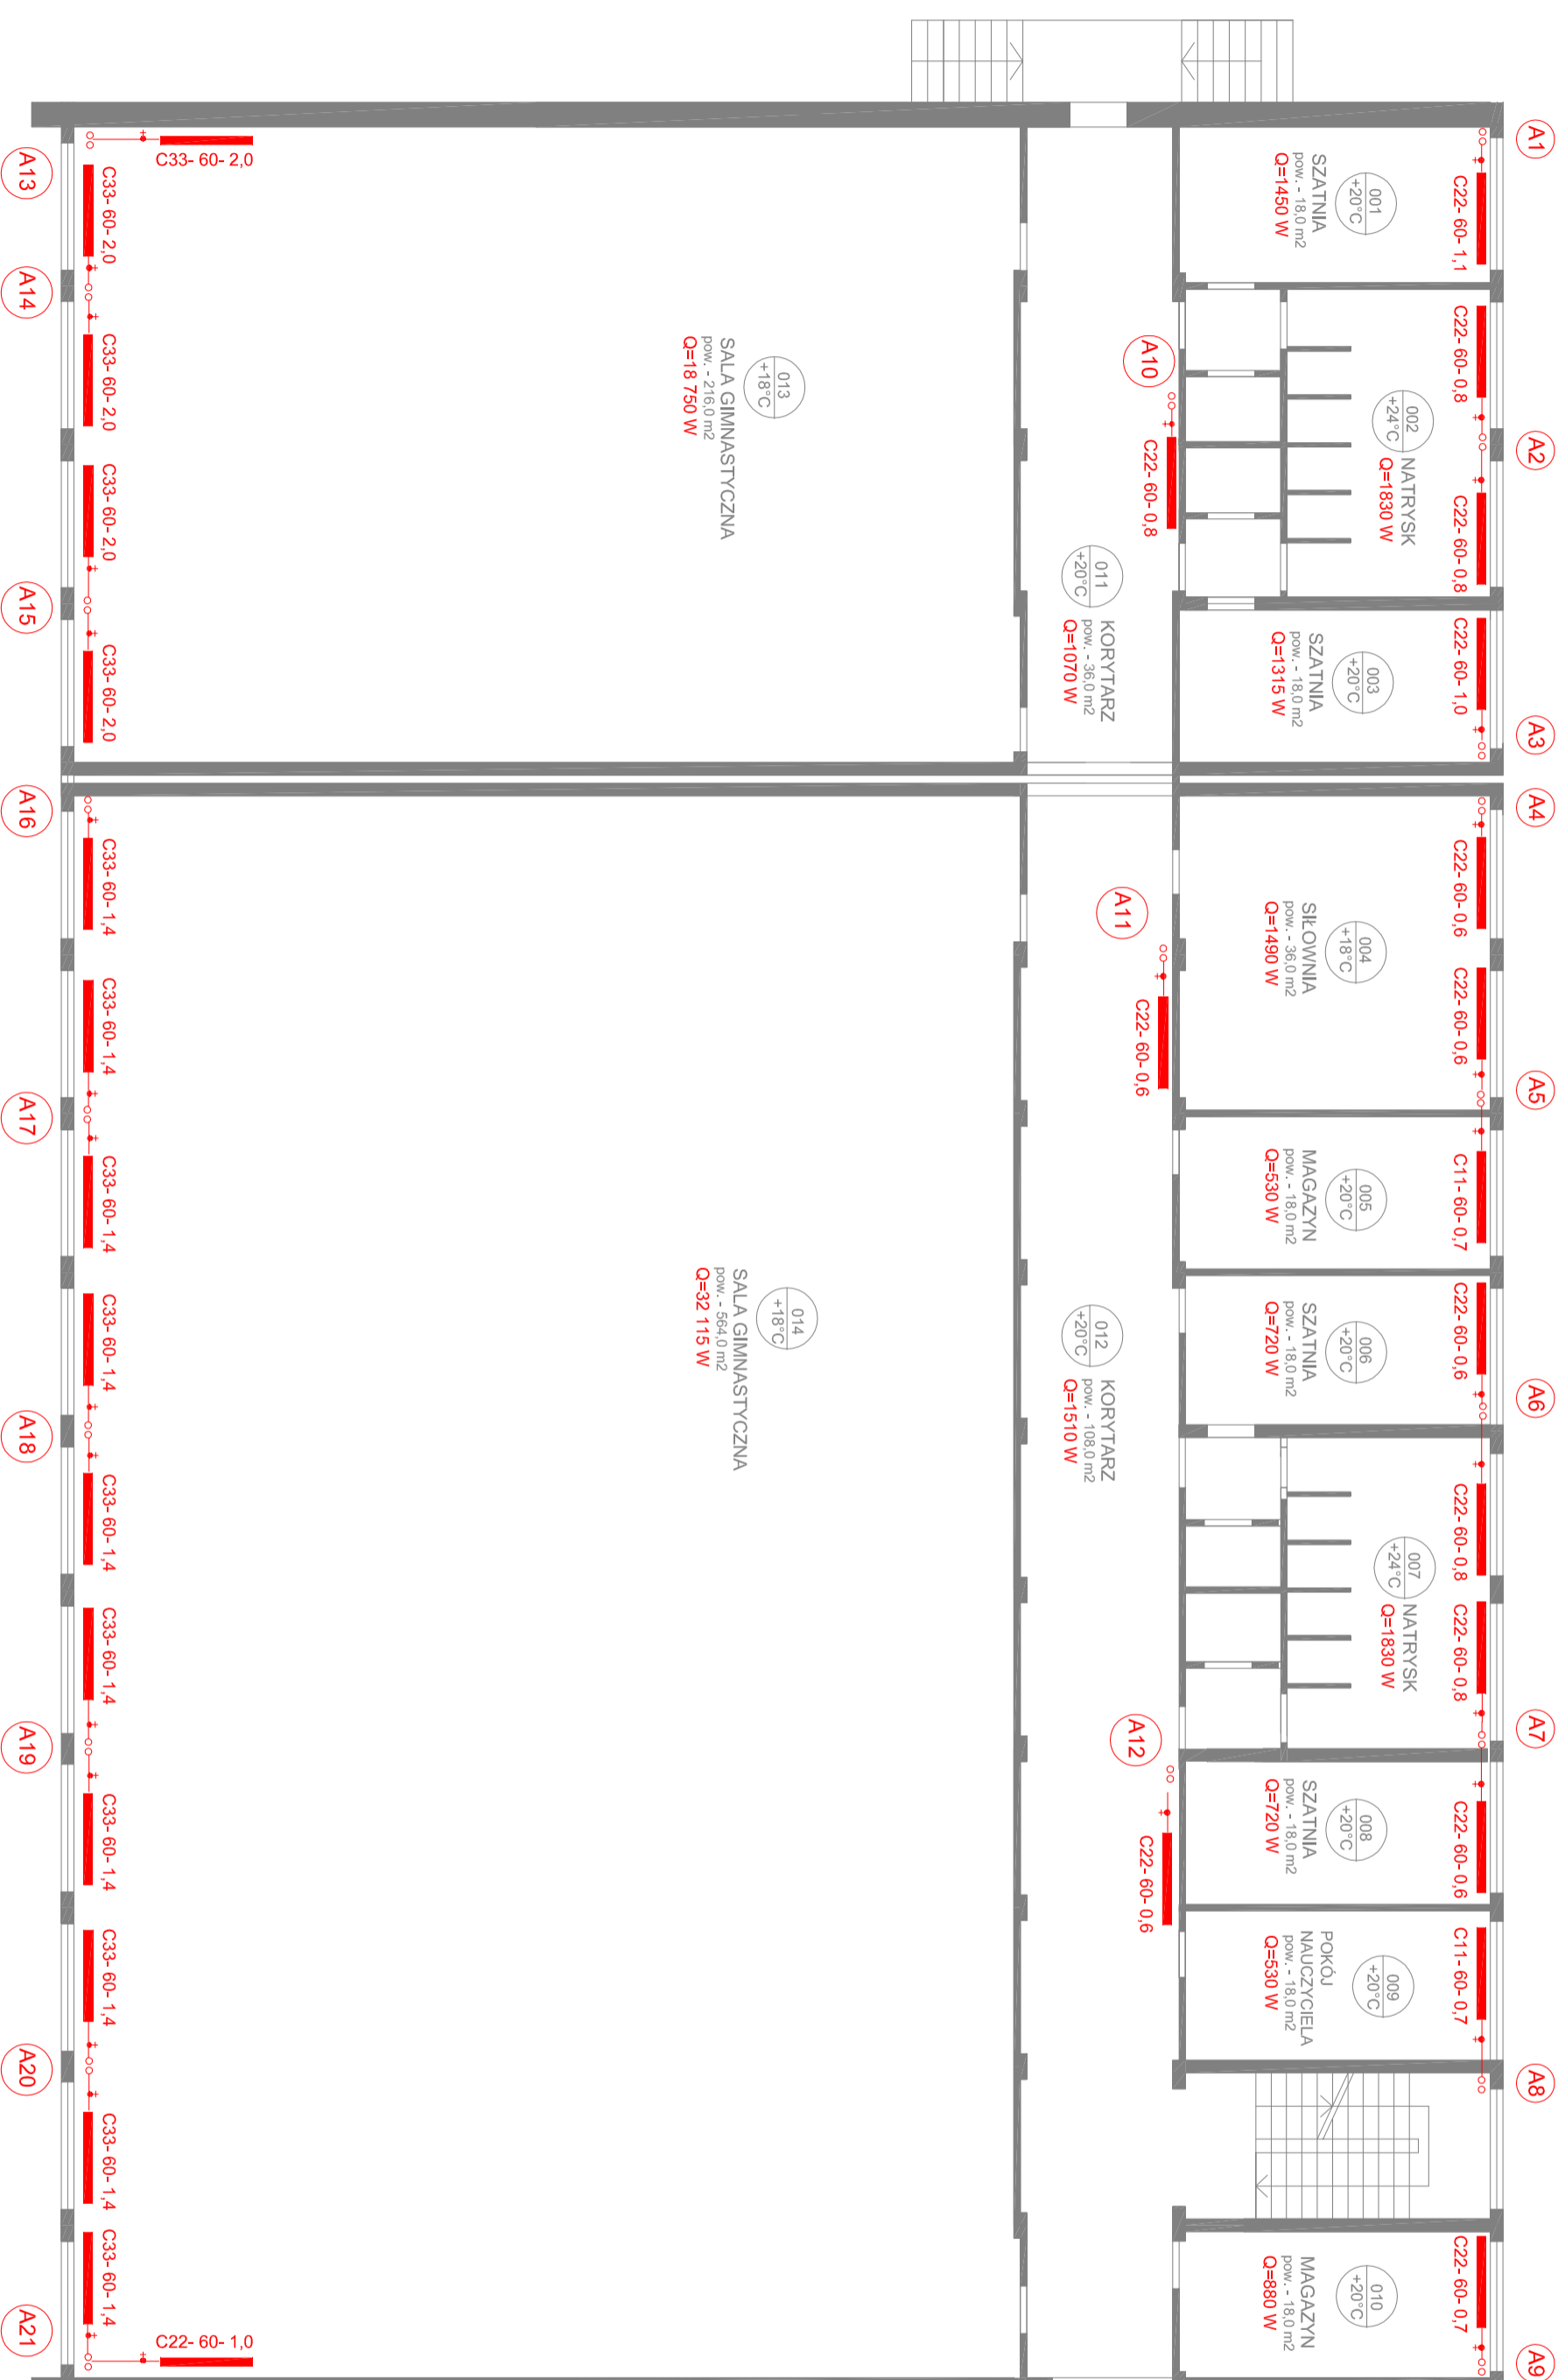 A1
A2
A3
A4
A5
A6
A7
A8
A9
C22- 60- 1,1
C22- 60- 0,8
C22- 60- 0,8
C22- 60- 1,0
C22- 60- 0,6
C22- 60- 0,6
C11- 60- 0,7
C22- 60- 0,6
C22- 60- 0,8
C22- 60- 0,8
C22- 60- 0,6
C11- 60- 0,7
C22- 60- 0,7
001
+20°C
SZATNIA
pow. - 18,0 m2
Q=1450 W
002
+24°C
NATRYSK
Q=1830 W
003
+20°C
SZATNIA
pow. - 18,0 m2
Q=1315 W
004
+18°C
SIŁOWNIA
pow. - 36,0 m2
Q=1490 W
005
+20°C
MAGAZYN
pow. - 18,0 m2
Q=530 W
006
+20°C
SZATNIA
pow. - 18,0 m2
Q=720 W
007
+24°C
NATRYSK
Q=1830 W
008
+20°C
SZATNIA
pow. - 18,0 m2
Q=720 W
009
+20°C
POKÓJ
NAUCZYCIELA
pow. - 18,0 m2
Q=530 W
010
+20°C
MAGAZYN
pow. - 18,0 m2
Q=880 W
A10
C22- 60- 0,8
A11
C22- 60- 0,6
A12
C22- 60- 0,6
011
+20°C
KORYTARZ
pow. - 36,0 m2
Q=1070 W
012
+20°C
KORYTARZ
pow. - 108,0 m2
Q=1510 W
013
+18°C
SALA GIMNASTYCZNA
pow. - 216,0 m2
Q=18 750 W
014
+18°C
SALA GIMNASTYCZNA
pow. - 564,0 m2
Q=32 115 W
C33- 60- 2,0
C22- 60- 1,0
C33- 60- 2,0
C33- 60- 2,0
C33- 60- 2,0
C33- 60- 2,0
C33- 60- 1,4
C33- 60- 1,4
C33- 60- 1,4
C33- 60- 1,4
C33- 60- 1,4
C33- 60- 1,4
C33- 60- 1,4
C33- 60- 1,4
C33- 60- 1,4
C33- 60- 1,4
A13
A14
A15
A16
A17
A18
A19
A20
A21